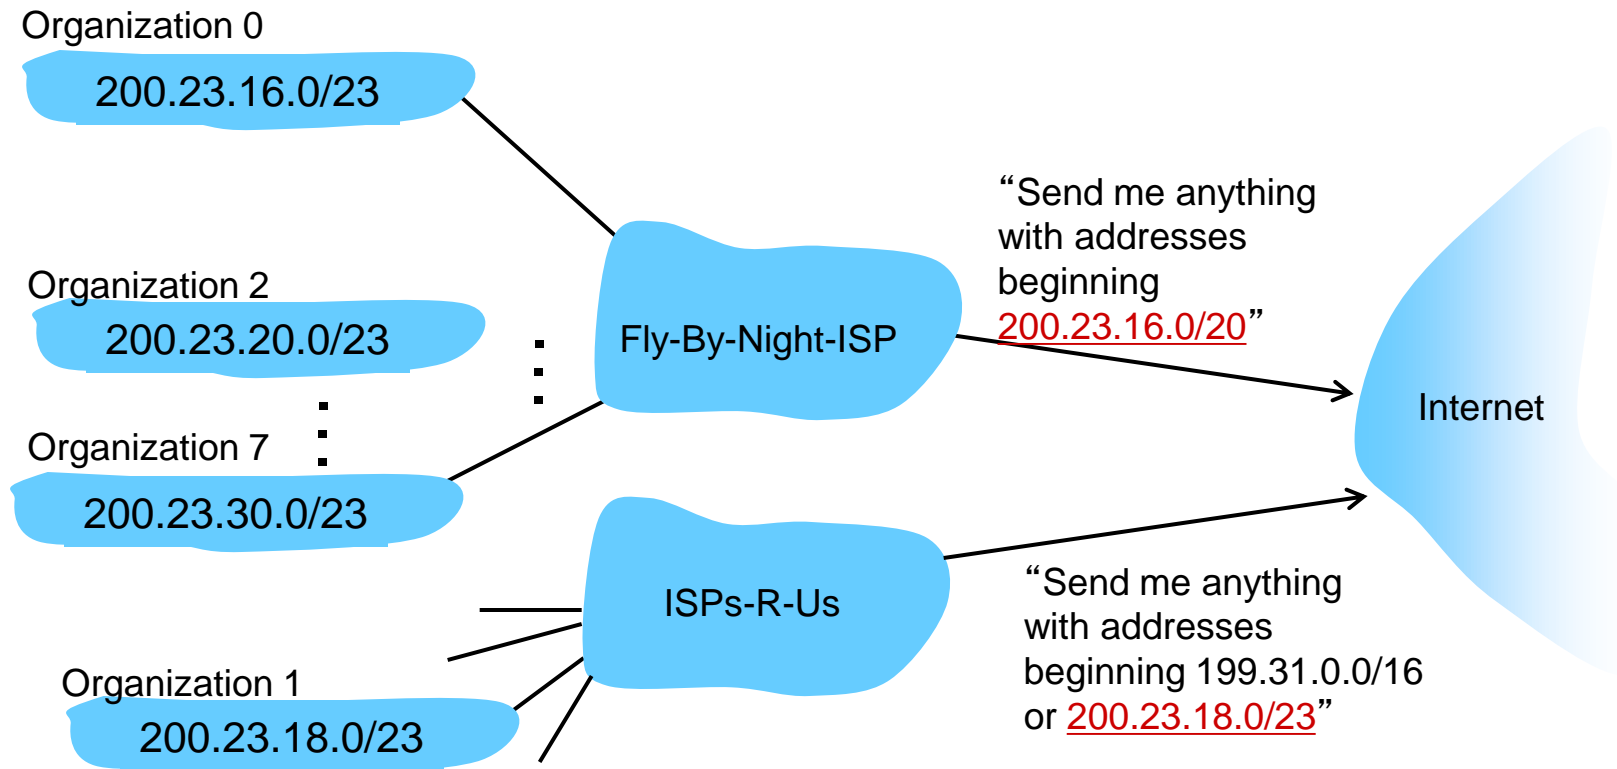 Organization 0
200.23.16.0/23
Organization 2
200.23.20.0/23
Organization 7
200.23.30.0/23
Organization 1
200.23.18.0/23
Fly-By-Night-ISP
ISPs-R-Us
“Send me anything
with addresses
beginning
200.23.16.0/20”
“Send me anything
with addresses
beginning 199.31.0.0/16
or 200.23.18.0/23”
Internet